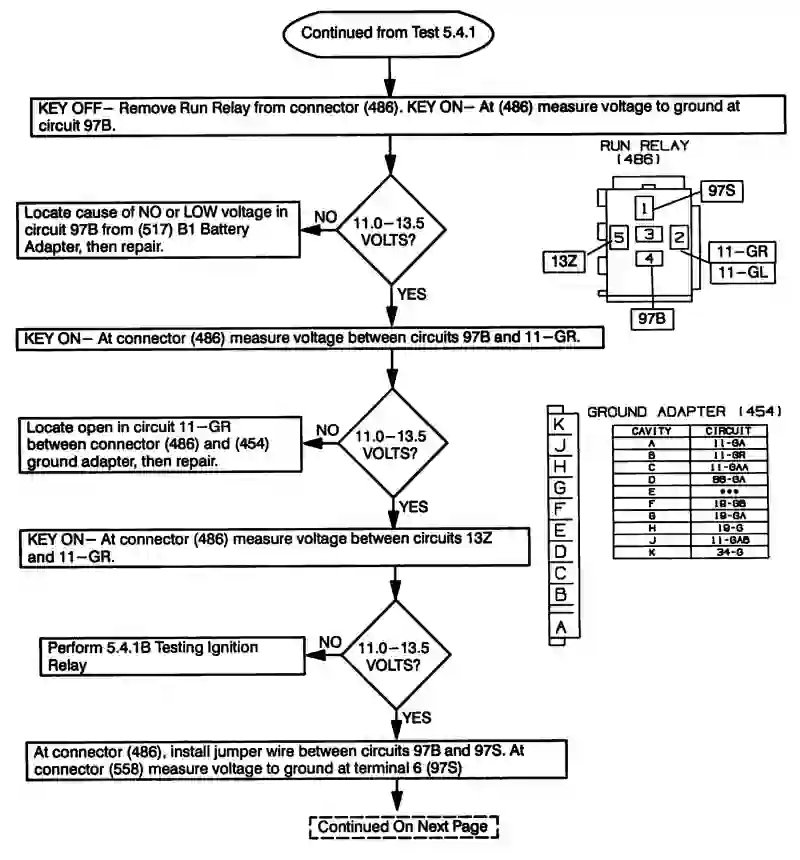 Continued from Test 5.4.1
KEY OFF– Remove Run Relay from connector (486). KEY ON– At (486) measure voltage to ground at
circuit 97B.
RUN RELAY
(486)
97S
1
5
3
2
4
13Z
11-GR
11-GL
97B
Locate cause of NO or LOW voltage in
circuit 97B from (517) B1 Battery
Adapter, then repair.
NO
11.0–13.5
VOLTS?
YES
KEY ON– At connector (486) measure voltage between circuits 97B and 11–GR.
Locate open in circuit 11–GR
between connector (486) and (454)
ground adapter, then repair.
NO
11.0–13.5
VOLTS?
YES
GROUND ADAPTER (454)
K
J
H
G
F
E
D
C
B
A
CAVITY CIRCUIT
A 11-GA
B 11-GR
C 11-GAA
D
E ***
F
G 19-GA
H 19-G
J 11-GAB
K 34-G
KEY ON– At connector (486) measure voltage between circuits 13Z
and 11–GR.
Perform 5.4.1B Testing Ignition
Relay
NO
11.0–13.5
VOLTS?
YES
At connector (486), install jumper wire between circuits 97B and 97S. At
connector (558) measure voltage to ground at terminal 6 (97S)
Continued On Next Page